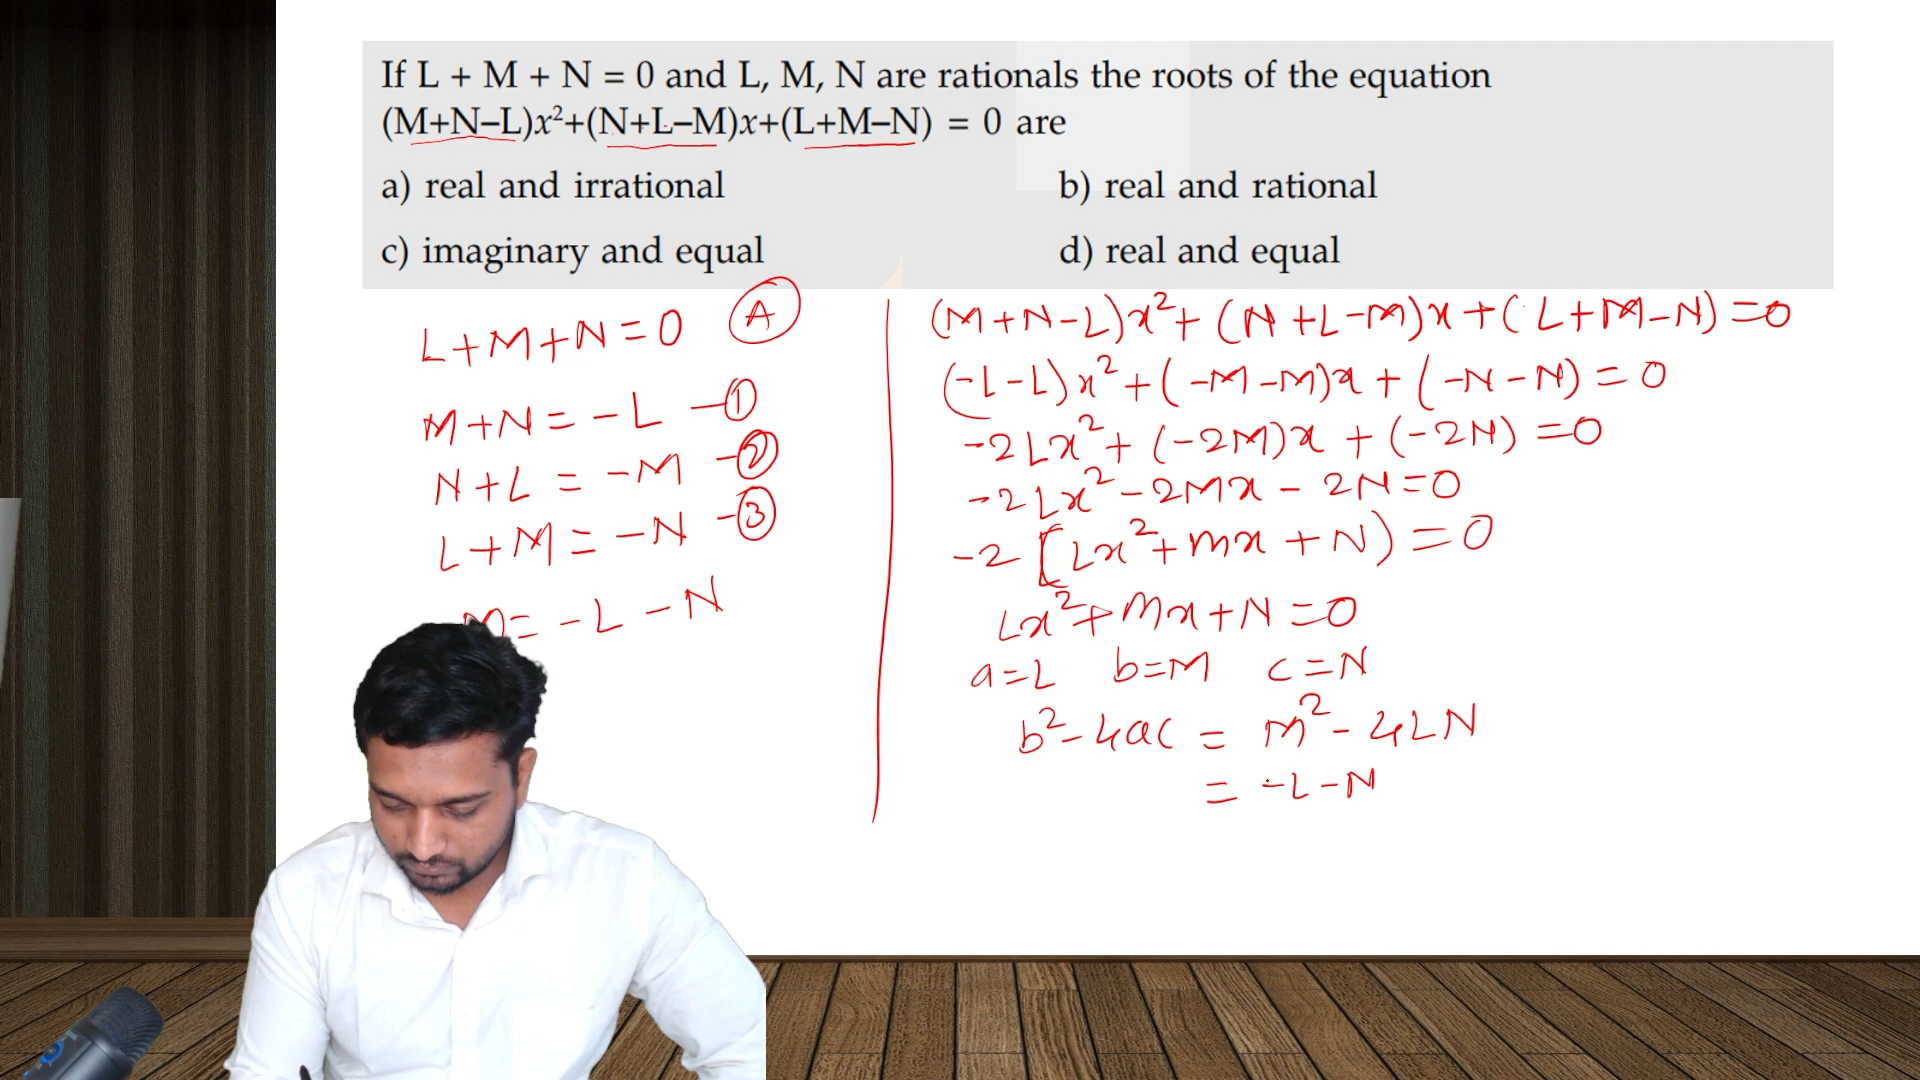 If L + M + N = 0 and L, M, N are rationals the roots of the equation
(M+N–L)x²+(N+L–M)x+(L+M–N) = 0 are
a) real and irrational
b) real and rational
c) imaginary and equal
d) real and equal
L+M+N=0 Ⓐ
M+N=-L -①
N+L=-M -②
L+M=-N -③
M=-L-N
(M+N-L)x²+(N+L-M)x+(L+M-N)=0
(-L-L)x²+(-M-M)x+(-N-N)=0
-2Lx²+(-2M)x+(-2N)=0
-2Lx²-2Mx-2N=0
-2[Lx²+mx+N)=0
Lx²+Mx+N=0
a=L b=M c=N
b²-4ac = M²-4LN
= -L-N